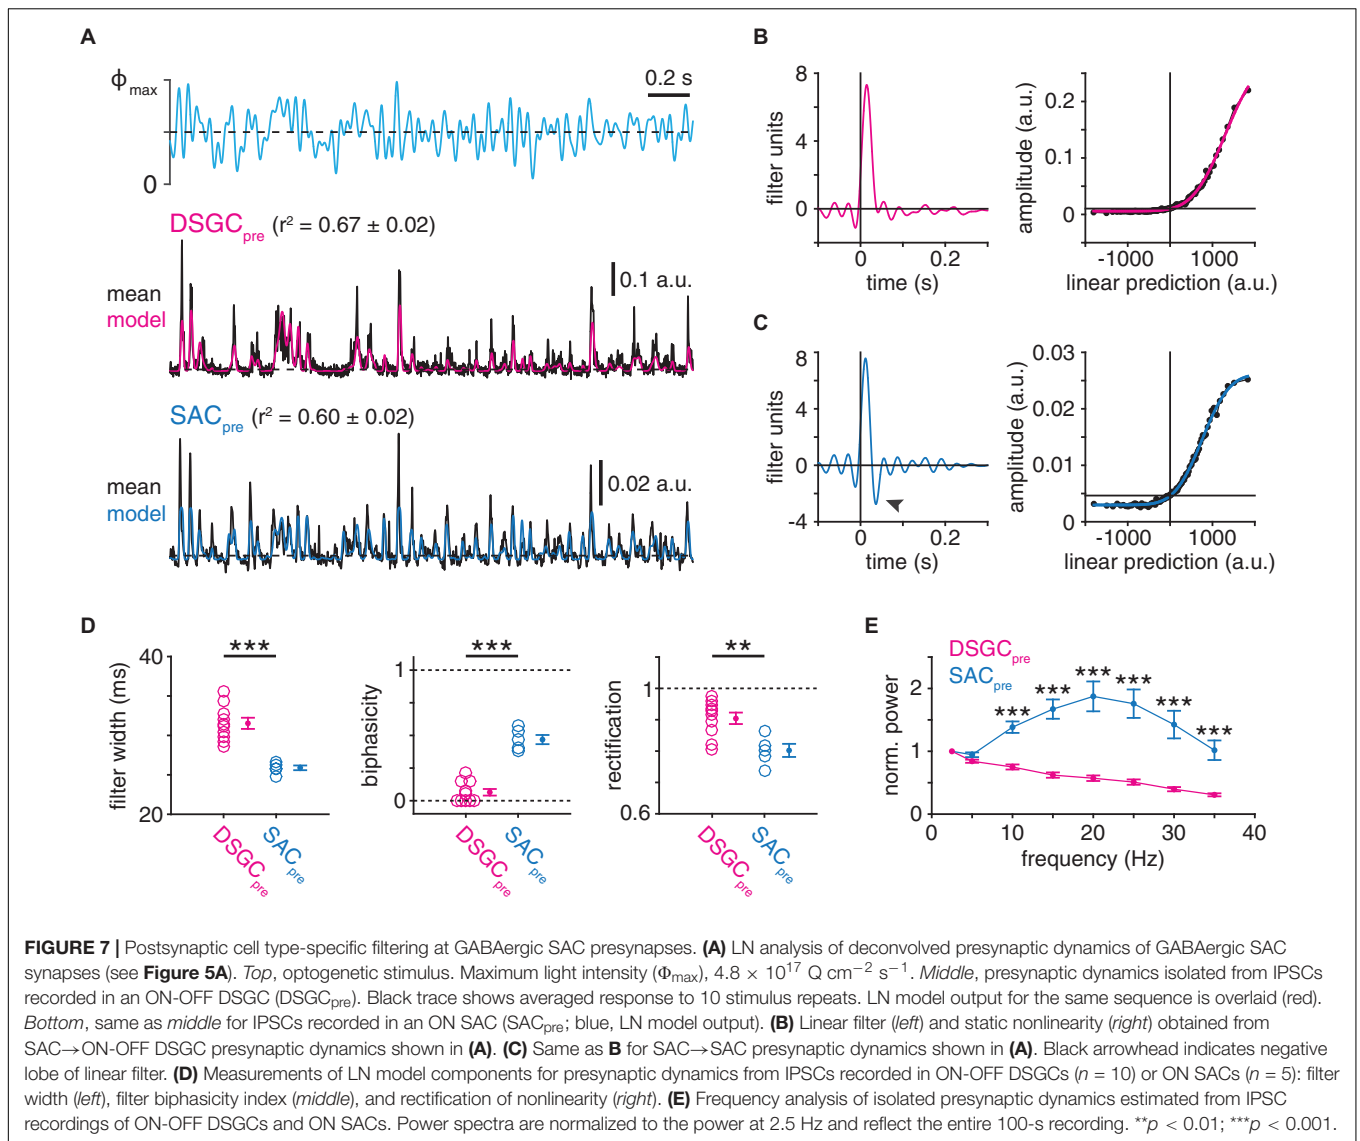 A
Φmax
0
0.2 s
DSGCpre (r² = 0.67 ± 0.02)
mean
model
0.1 a.u.
SACpre (r² = 0.60 ± 0.02)
mean
model
0.02 a.u.
B
8
4
0
filter units
0
0.2
time (s)
0.2
0.1
0
amplitude (a.u.)
-1000
1000
linear prediction (a.u.)
C
8
4
0
-4
filter units
0
0.2
time (s)
0.03
0.02
0.01
0
amplitude (a.u.)
-1000
1000
linear prediction (a.u.)
D
40
20
filter width (ms)
***
DSGCpre
SACpre
1
0
biphasicity
***
DSGCpre
SACpre
1
0.6
rectification
**
DSGCpre
SACpre
E
DSGCpre
SACpre
2
1
0
norm. power
***
***
***
***
***
***
10
20
30
40
frequency (Hz)
FIGURE 7 | Postsynaptic cell type-specific filtering at GABAergic SAC presynapses. (A) LN analysis of deconvolved presynaptic dynamics of GABAergic SAC
synapses (see Figure 5A). Top, optogenetic stimulus. Maximum light intensity (Φmax), 4.8 × 10¹⁷ Q cm⁻² s⁻¹. Middle, presynaptic dynamics isolated from IPSCs
recorded in an ON-OFF DSGC (DSGCpre). Black trace shows averaged response to 10 stimulus repeats. LN model output for the same sequence is overlaid (red).
Bottom, same as middle for IPSCs recorded in an ON SAC (SACpre; blue, LN model output). (B) Linear filter (left) and static nonlinearity (right) obtained from
SAC→ON-OFF DSGC presynaptic dynamics shown in (A). (C) Same as B for SAC→SAC presynaptic dynamics shown in (A). Black arrowhead indicates negative
lobe of linear filter. (D) Measurements of LN model components for presynaptic dynamics from IPSCs recorded in ON-OFF DSGCs (n = 10) or ON SACs (n = 5): filter
width (left), filter biphasicity index (middle), and rectification of nonlinearity (right). (E) Frequency analysis of isolated presynaptic dynamics estimated from IPSC
recordings of ON-OFF DSGCs and ON SACs. Power spectra are normalized to the power at 2.5 Hz and reflect the entire 100-s recording. **p < 0.01; ***p < 0.001.